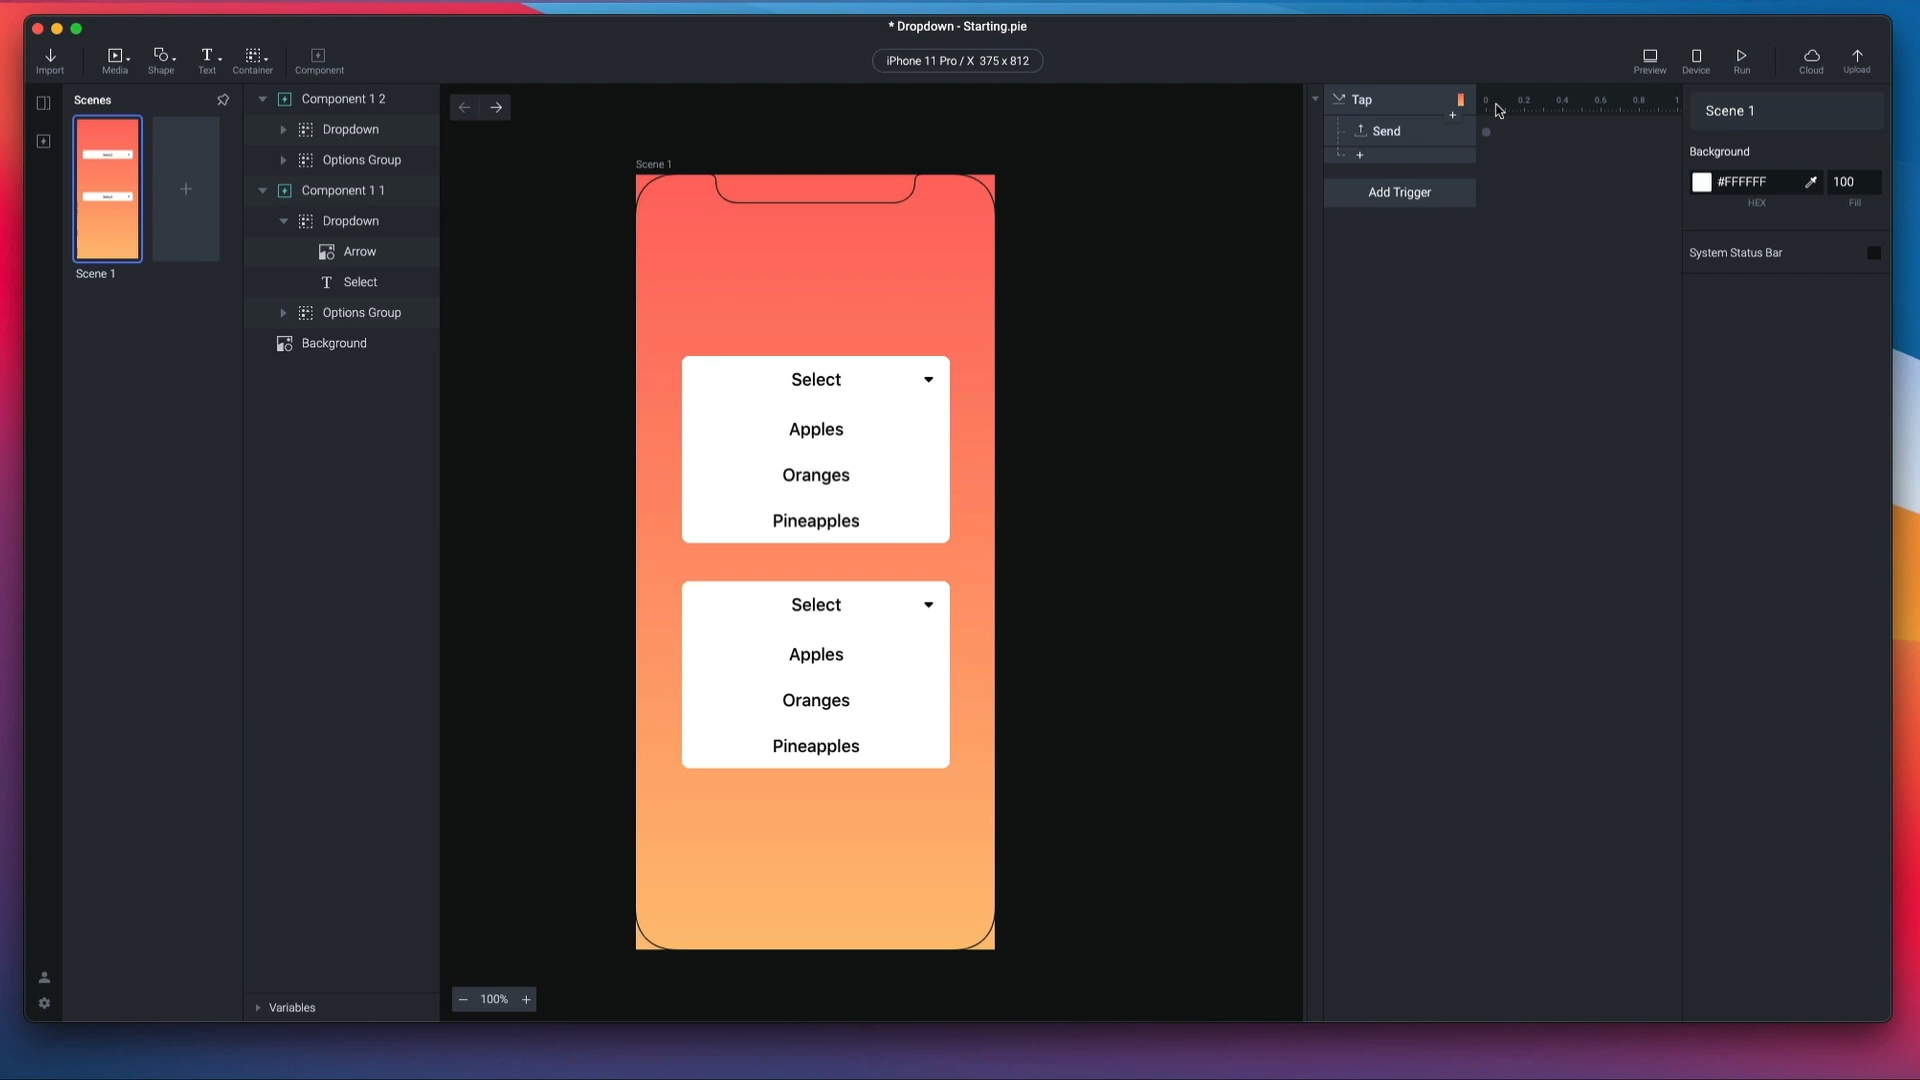 * Dropdown - Starting.pie
Import
Media
Shape
T
Text
Container
Component
iPhone 11 Pro / X 375 x 812
Preview
Device
Run
Cloud
Upload
Scenes
Scene 1
Component 1 2
Dropdown
Options Group
Component 1 1
Dropdown
Arrow
T Select
Options Group
Background
Variables
Scene 1
Select
Apples
Oranges
Pineapples
Select
Apples
Oranges
Pineapples
− 100% +
Tap
+
Send
+
Add Trigger
0 0.2 0.4 0.6 0.8 1
Scene 1
Background
#FFFFFF 100
HEX Fill
System Status Bar